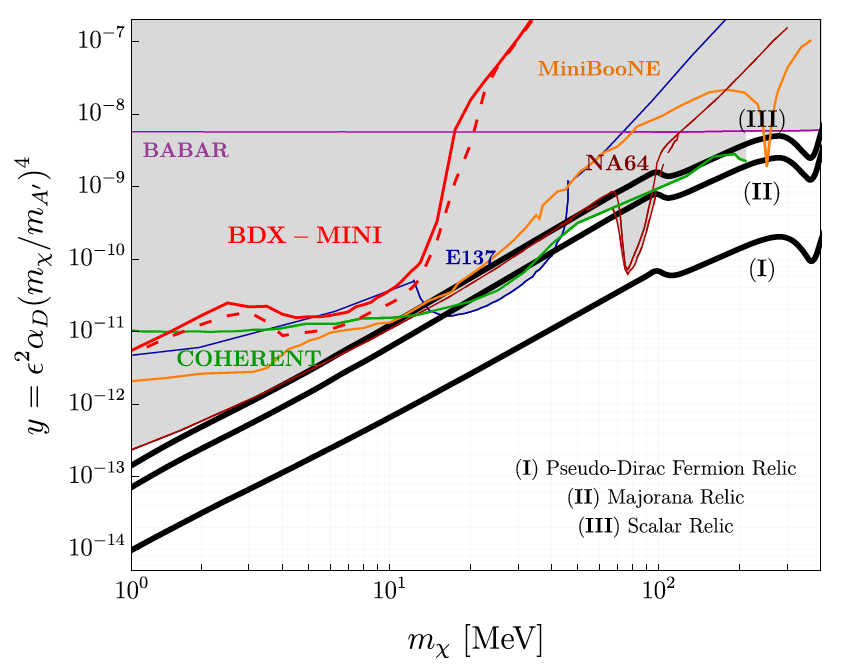 10⁻⁷
10⁻⁸
10⁻⁹
10⁻¹⁰
10⁻¹¹
10⁻¹²
10⁻¹³
10⁻¹⁴
y = ϵ²α_D(m_χ/m_A′)⁴
MiniBooNE
(III)
BABAR
NA64
(II)
BDX − MINI
E137
(I)
COHERENT
(I) Pseudo-Dirac Fermion Relic
(II) Majorana Relic
(III) Scalar Relic
10⁰ 10¹ 10²
m_χ [MeV]